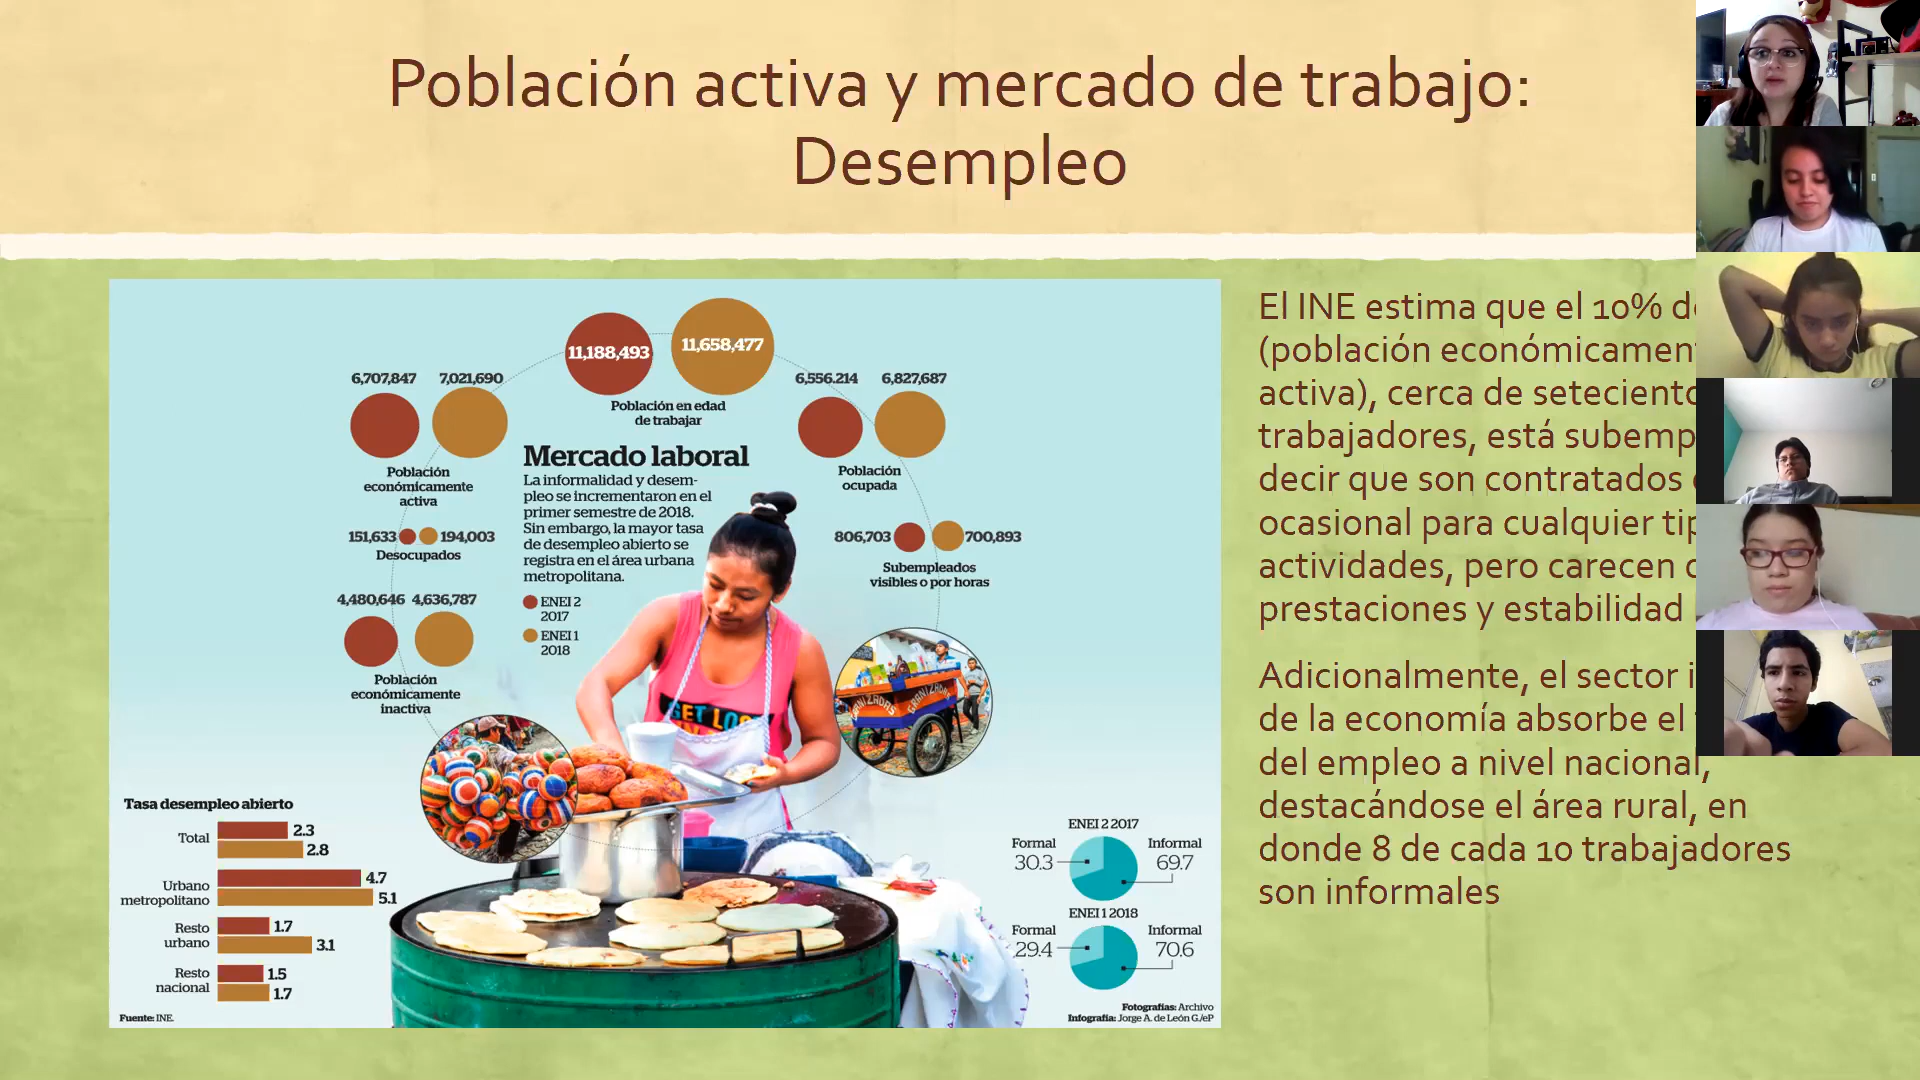 Población activa y mercado de trabajo:
Desempleo
11,188,493
11,658,477
Población en edad
de trabajar
6,707,847
7,021,690
Población
económicamente
activa
6,556.214
6,827,687
Población
ocupada
Mercado laboral
La informalidad y desem-
pleo se incrementaron en el
primer semestre de 2018.
Sin embargo, la mayor tasa
de desempleo abierto se
registra en el área urbana
metropolitana.
ENEI 2
2017
ENEI 1
2018
151,633
194,003
Desocupados
806,703
700,893
Subempleados
visibles o por horas
4,480,646
4,636,787
Población
económicamente
inactiva
GRANIZADAS
GRANIZADAS
Tasa desempleo abierto
Total
2.3
2.8
Urbano
metropolitano
4.7
5.1
Resto
urbano
1.7
3.1
Resto
nacional
1.5
1.7
Fuente: INE.
ENEI 2 2017
Formal
30.3
Informal
69.7
ENEI 1 2018
Formal
29.4
Informal
70.6
Fotografías: Archivo
Infografía: Jorge A. de León G./eP
El INE estima que el 10%
(población económicamen
activa), cerca de setecient
trabajadores, está subemp
decir que son contratados
ocasional para cualquier tip
actividades, pero carecen
prestaciones y estabilidad
Adicionalmente, el sector i
de la economía absorbe el
del empleo a nivel nacional,
destacándose el área rural, en
donde 8 de cada 10 trabajadores
son informales